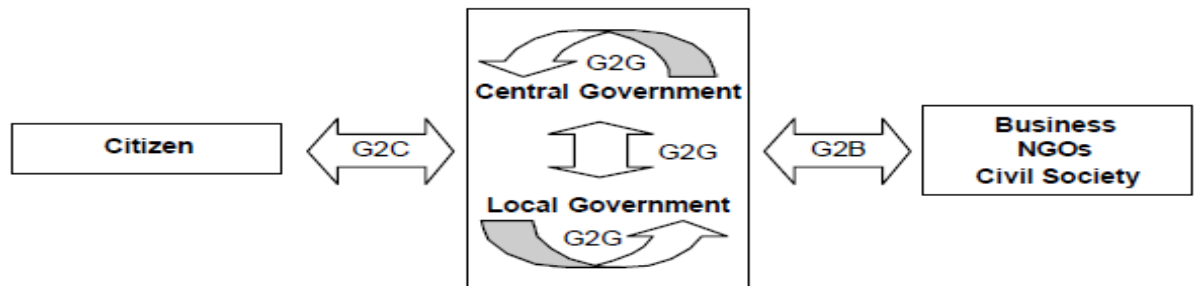 Citizen
G2C
G2G
Central Government
G2G
Local Government
G2G
G2B
Business
NGOs
Civil Society